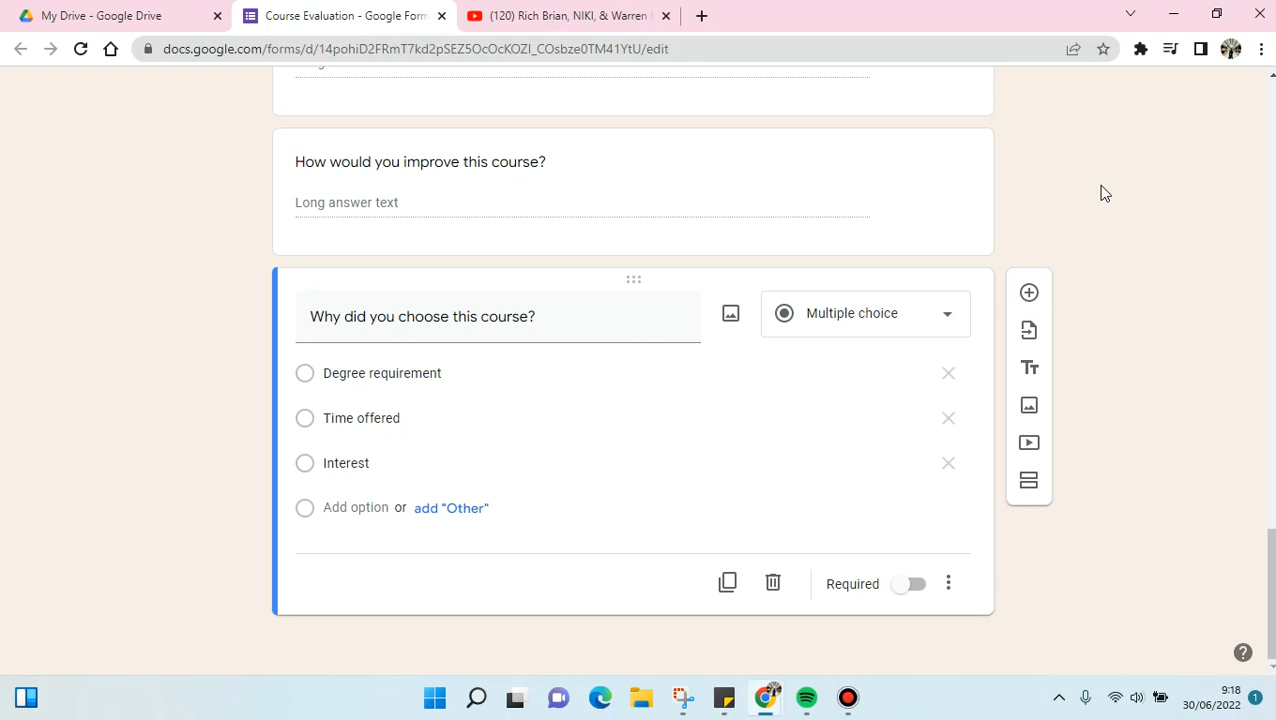 My Drive - Google Drive
Course Evaluation - Google Form
(120) Rich Brian, NIKI, & Warren
docs.google.com/forms/d/14pohiD2FRmT7kd2pSEZ5OcOcKOZI_COsbze0TM41YtU/edit
How would you improve this course?
Long answer text
Why did you choose this course?
Multiple choice
Degree requirement
Time offered
Interest
Add option or add "Other"
Required
9:18
30/06/2022
1